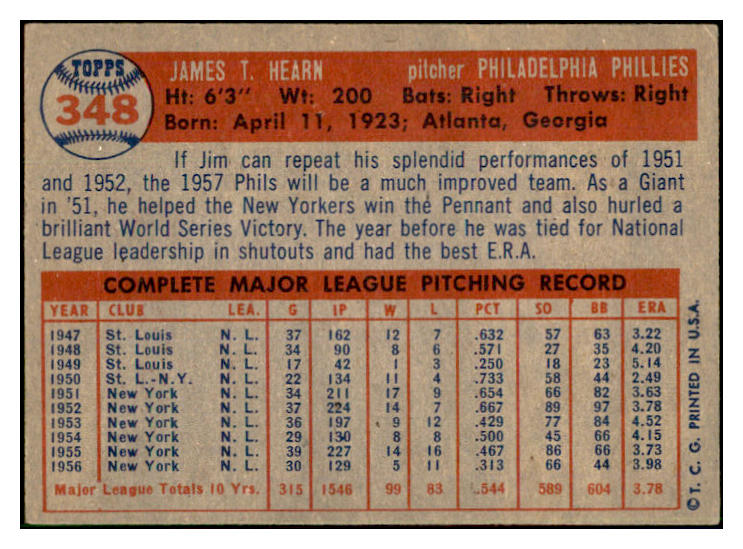 TOPPS
348
JAMES T. HEARN pitcher PHILADELPHIA PHILLIES
Ht: 6'3" Wt: 200 Bats: Right Throws: Right
Born: April 11, 1923; Atlanta, Georgia
If Jim can repeat his splendid performances of 1951
and 1952, the 1957 Phils will be a much improved team. As a Giant
in '51, he helped the New Yorkers win the Pennant and also hurled a
brilliant World Series Victory. The year before he was tied for National
League leadership in shutouts and had the best E.R.A.
COMPLETE MAJOR LEAGUE PITCHING RECORD
YEAR CLUB LEA. G IP W L PCT SO BB ERA
1947 St. Louis N. L. 37 162 12 7 .632 57 63 3.22
1948 St. Louis N. L. 34 90 8 6 .571 27 35 4.20
1949 St. Louis N. L. 17 42 1 3 .250 18 23 5.14
1950 St. L.-N.Y. N. L. 22 134 11 4 .733 58 44 2.49
1951 New York N. L. 34 211 17 9 .654 66 82 3.63
1952 New York N. L. 37 224 14 7 .667 89 97 3.78
1953 New York N. L. 36 197 9 12 .429 77 84 4.52
1954 New York N. L. 29 130 8 8 .500 45 66 4.15
1955 New York N. L. 39 227 14 16 .467 86 66 3.73
1956 New York N. L. 30 129 5 11 .313 66 44 3.98
Major League Totals 10 Yrs. 315 1546 99 83 .544 589 604 3.78
© T. C. G. PRINTED IN U.S.A.